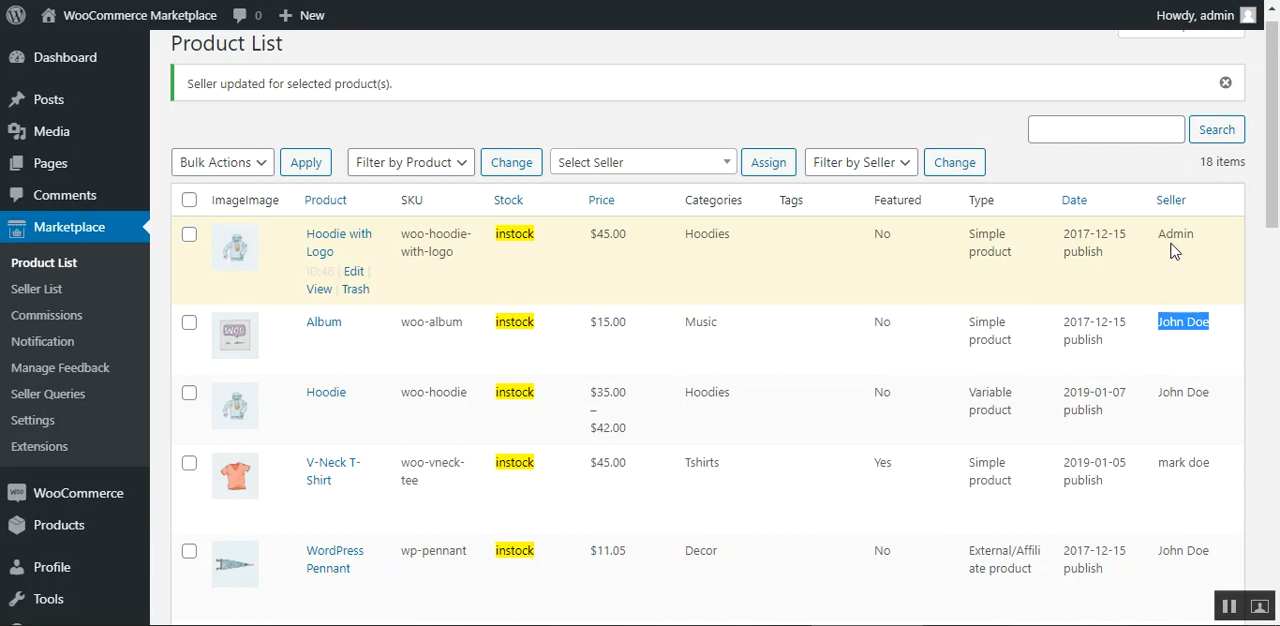 WooCommerce Marketplace 0 New Howdy, admin
Dashboard
Posts
Media
Pages
Comments
Marketplace
Product List
Seller List
Commissions
Notification
Manage Feedback
Seller Queries
Settings
Extensions
WooCommerce
Products
Profile
Tools
Product List
Seller updated for selected product(s).
Search
Bulk Actions Apply Filter by Product Change Select Seller Assign Filter by Seller Change 18 items
ImageImage Product SKU Stock Price Categories Tags Featured Type Date Seller
Hoodie with woo-hoodie- instock $45.00 Hoodies No Simple 2017-12-15 Admin
Logo with-logo product publish
ID:46 | Edit |
View | Trash
Album woo-album instock $15.00 Music No Simple 2017-12-15 John Doe
product publish
Hoodie woo-hoodie instock $35.00 Hoodies No Variable 2019-01-07 John Doe
– product publish
$42.00
V-Neck T- woo-vneck- instock $45.00 Tshirts Yes Simple 2019-01-05 mark doe
Shirt tee product publish
WordPress wp-pennant instock $11.05 Decor No External/Affili 2017-12-15 John Doe
Pennant ate product publish